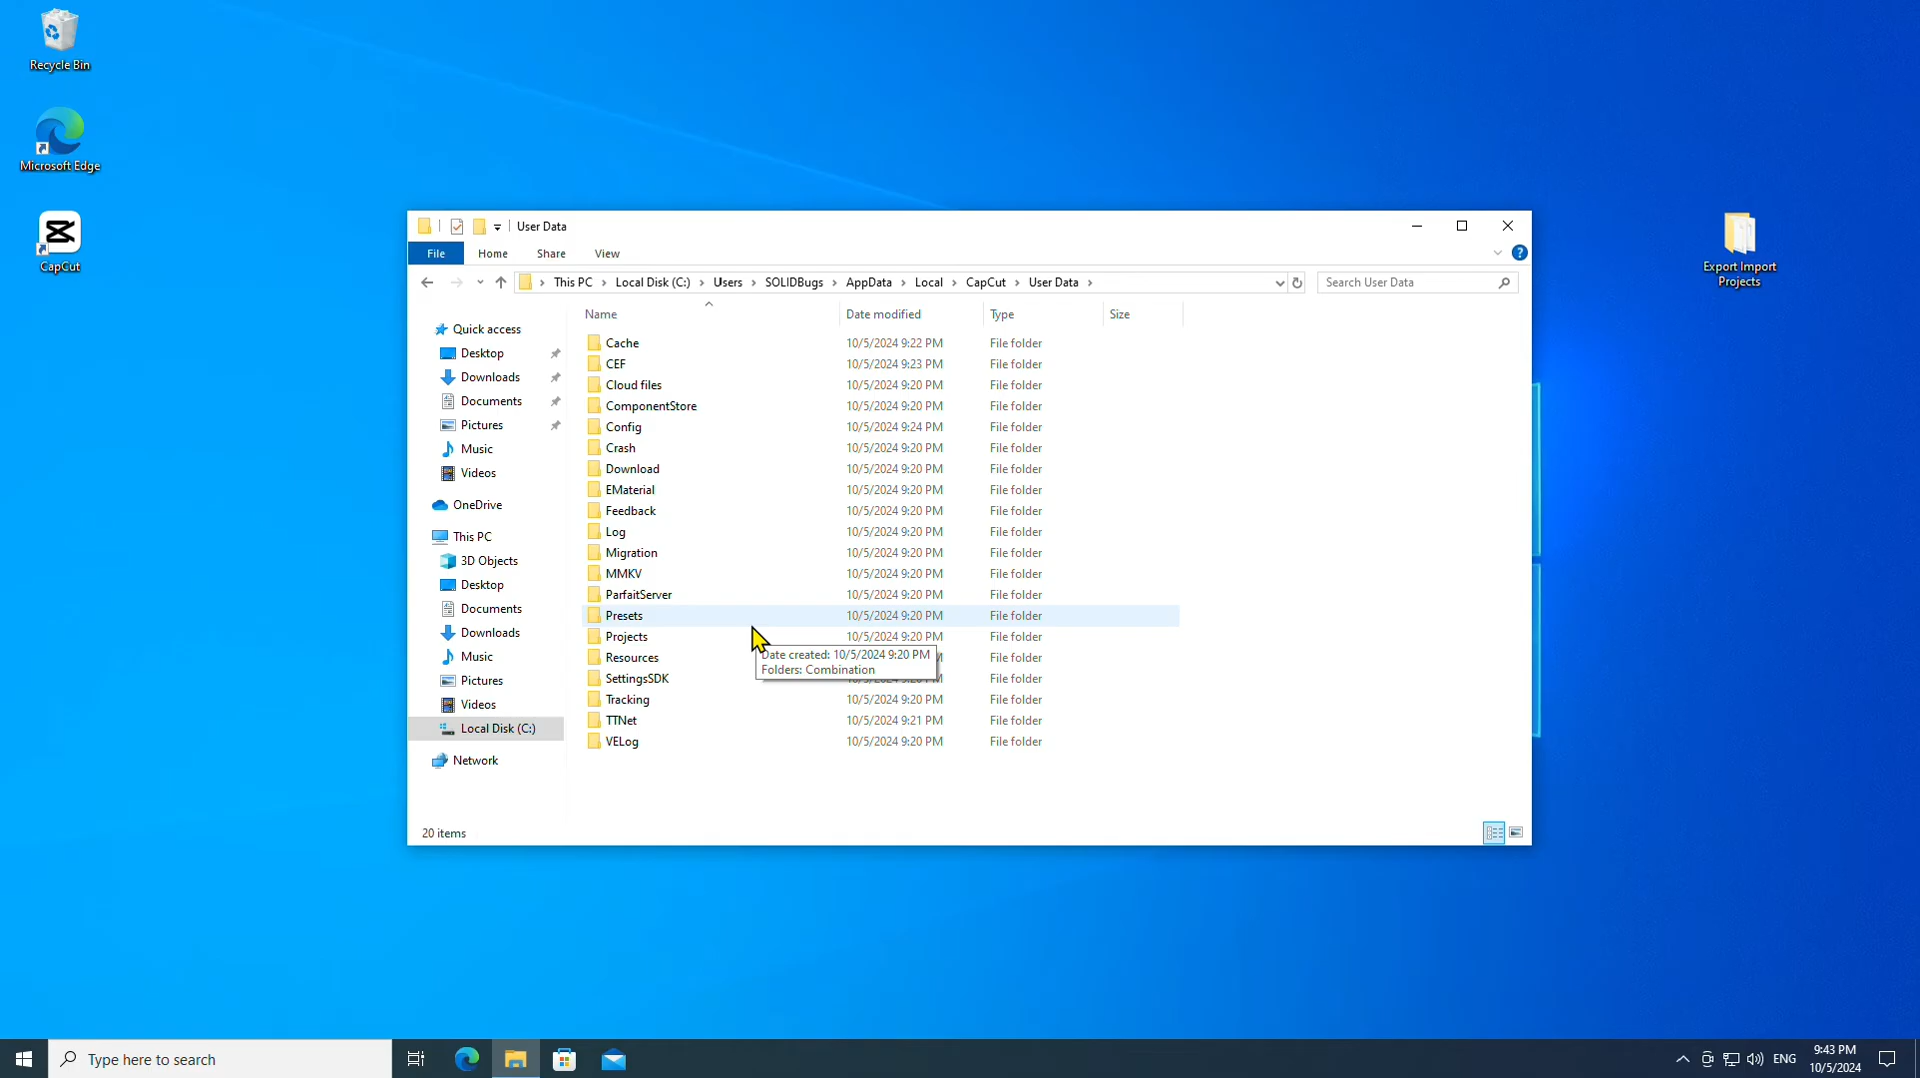 Recycle Bin
Microsoft Edge
CapCut
Export Import
Projects
User Data
File Home Share View
This PC Local Disk (C:) Users SOLIDBugs AppData Local CapCut User Data
Search User Data
Quick access
Desktop
Downloads
Documents
Pictures
Music
Videos
OneDrive
This PC
3D Objects
Desktop
Documents
Downloads
Music
Pictures
Videos
Local Disk (C:)
Network
Name Date modified Type Size
Cache 10/5/2024 9:22 PM File folder
CEF 10/5/2024 9:23 PM File folder
Cloud files 10/5/2024 9:20 PM File folder
ComponentStore 10/5/2024 9:20 PM File folder
Config 10/5/2024 9:24 PM File folder
Crash 10/5/2024 9:20 PM File folder
Download 10/5/2024 9:20 PM File folder
EMaterial 10/5/2024 9:20 PM File folder
Feedback 10/5/2024 9:20 PM File folder
Log 10/5/2024 9:20 PM File folder
Migration 10/5/2024 9:20 PM File folder
MMKV 10/5/2024 9:20 PM File folder
ParfaitServer 10/5/2024 9:20 PM File folder
Presets 10/5/2024 9:20 PM File folder
Projects 10/5/2024 9:20 PM File folder
Resources File folder
SettingsSDK File folder
Tracking 10/5/2024 9:20 PM File folder
TTNet 10/5/2024 9:21 PM File folder
VELog 10/5/2024 9:20 PM File folder
Date created: 10/5/2024 9:20 PM
Folders: Combination
20 items
Type here to search
ENG
9:43 PM
10/5/2024